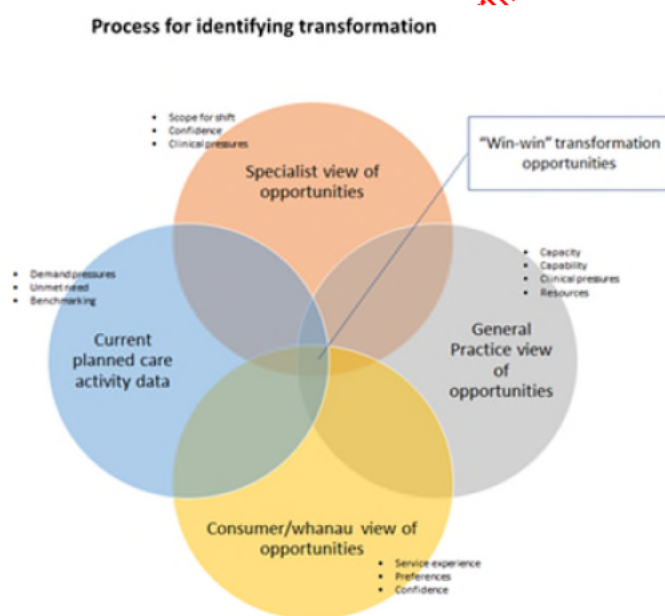 Process for identifying transformation
• Scope for shift
• Confidence
• Clinical pressures
Specialist view of
opportunities
"Win-win" transformation
opportunities
• Demand pressures
• Unmet need
• Benchmarking
• Capacity
• Capability
• Clinical pressures
• Resources
Current
planned care
activity data
General
Practice view
of
opportunities
Consumer/whanau view of
opportunities
• Service experience
• Preferences
• Confidence